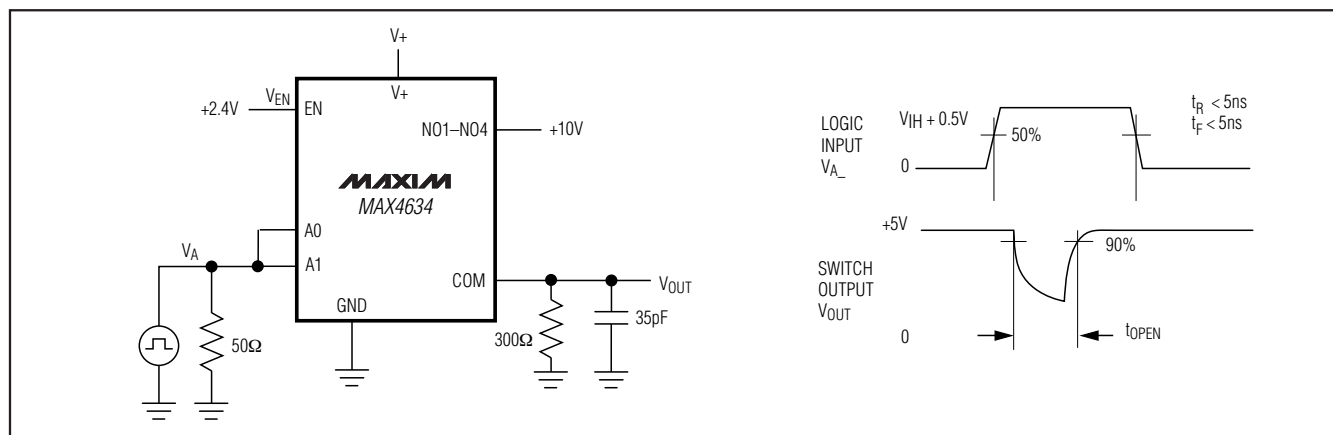 V+
V+
+2.4V
VEN
EN
NO1–NO4
+10V
MAXIM
MAX4634
VA
A0
A1
COM
VOUT
GND
50Ω
300Ω
35pF
LOGIC
INPUT
VA_
VIH + 0.5V
0
50%
tR < 5ns
tF < 5ns
+5V
90%
SWITCH
OUTPUT
VOUT
0
tOPEN